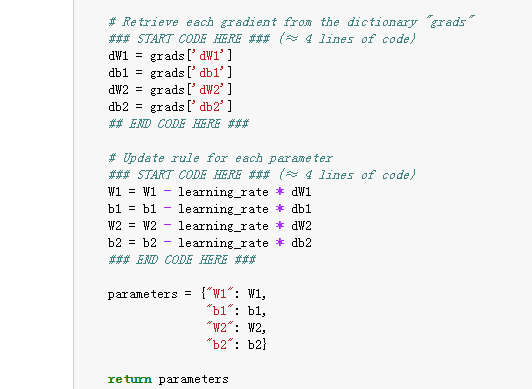 # Retrieve each gradient from the dictionary "grads"
### START CODE HERE ### (≈ 4 lines of code)
dW1 = grads['dW1']
db1 = grads['db1']
dW2 = grads['dW2']
db2 = grads['db2']
## END CODE HERE ###
# Update rule for each parameter
### START CODE HERE ### (≈ 4 lines of code)
W1 = W1 - learning_rate * dW1
b1 = b1 - learning_rate * db1
W2 = W2 - learning_rate * dW2
b2 = b2 - learning_rate * db2
### END CODE HERE ###
parameters = {"W1": W1,
"b1": b1,
"W2": W2,
"b2": b2}
return parameters